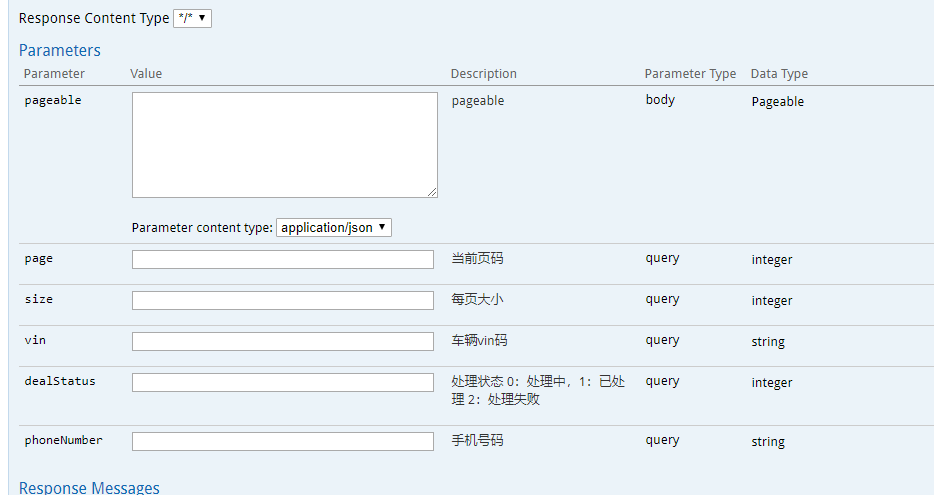 Response Content Type */*
Parameters
Parameter Value Description Parameter Type Data Type
pageable pageable body Pageable
Parameter content type: application/json
page 当前页码 query integer
size 每页大小 query integer
vin 车辆vin码 query string
dealStatus 处理状态 0：处理中，1：已处 query integer
理 2：处理失败
phoneNumber 手机号码 query string
Response Messages